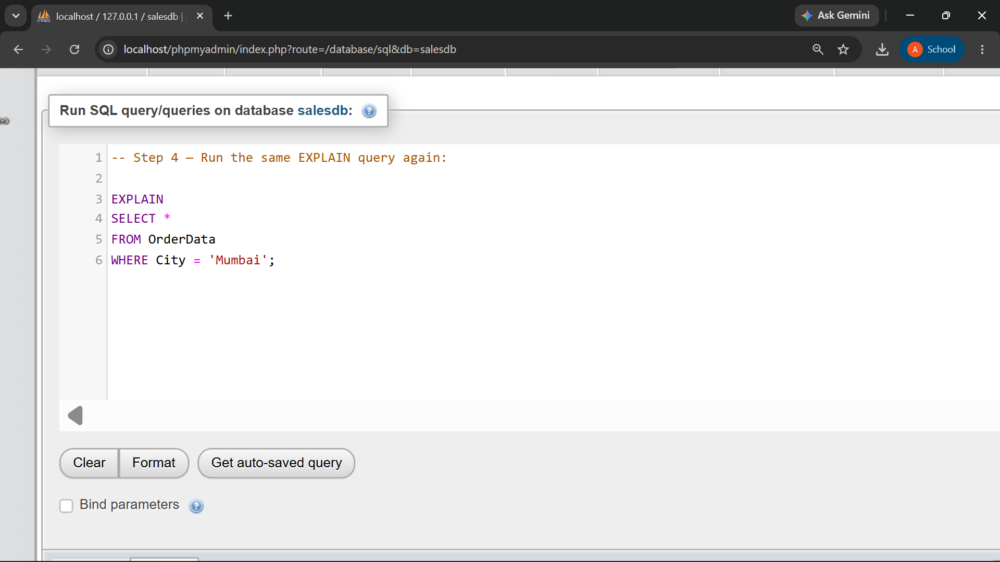 localhost / 127.0.0.1 / salesdb |
Ask Gemini
localhost/phpmyadmin/index.php?route=/database/sql&db=salesdb
A School
Run SQL query/queries on database salesdb:
1 -- Step 4 – Run the same EXPLAIN query again:
2
3 EXPLAIN
4 SELECT *
5 FROM OrderData
6 WHERE City = 'Mumbai';
Clear Format Get auto-saved query
Bind parameters